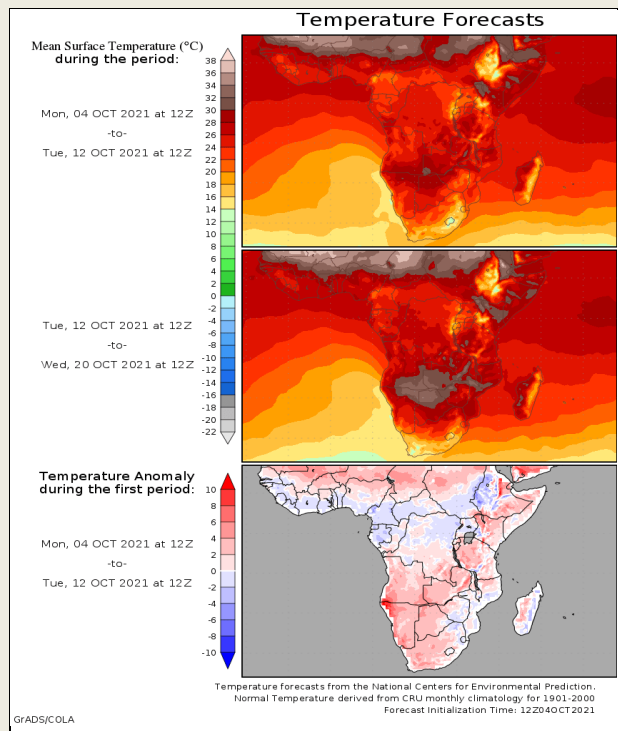 Temperature Forecasts
Mean Surface Temperature (°C)
during the period:
Mon, 04 OCT 2021 at 12Z
-to-
Tue, 12 OCT 2021 at 12Z
38
36
34
32
30
28
26
24
22
20
18
16
14
12
10
8
6
4
2
0
-2
-4
-6
-8
-10
-12
-14
-16
-18
-20
-22
Tue, 12 OCT 2021 at 12Z
-to-
Wed, 20 OCT 2021 at 12Z
Temperature Anomaly
during the first period:
Mon, 04 OCT 2021 at 12Z
-to-
Tue, 12 OCT 2021 at 12Z
10
8
6
4
2
0
-2
-4
-6
-8
-10
Temperature forecasts from the National Centers for Environmental Prediction.
Normal Temperature derived from CRU monthly climatology for 1901-2000
Forecast Initialization Time: 12Z04OCT2021
GrADS/COLA